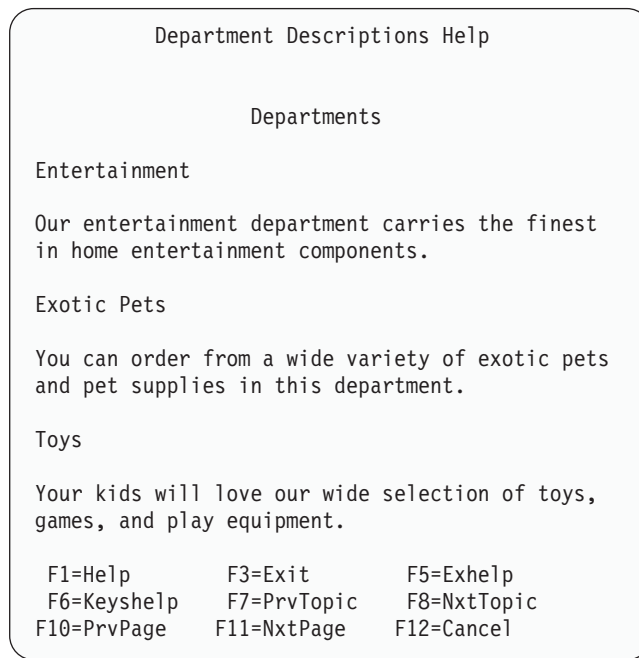 Department Descriptions Help
Departments
Entertainment
Our entertainment department carries the finest
in home entertainment components.
Exotic Pets
You can order from a wide variety of exotic pets
and pet supplies in this department.
Toys
Your kids will love our wide selection of toys,
games, and play equipment.
F1=Help F3=Exit F5=Exhelp
F6=Keyshelp F7=PrvTopic F8=NxtTopic
F10=PrvPage F11=NxtPage F12=Cancel